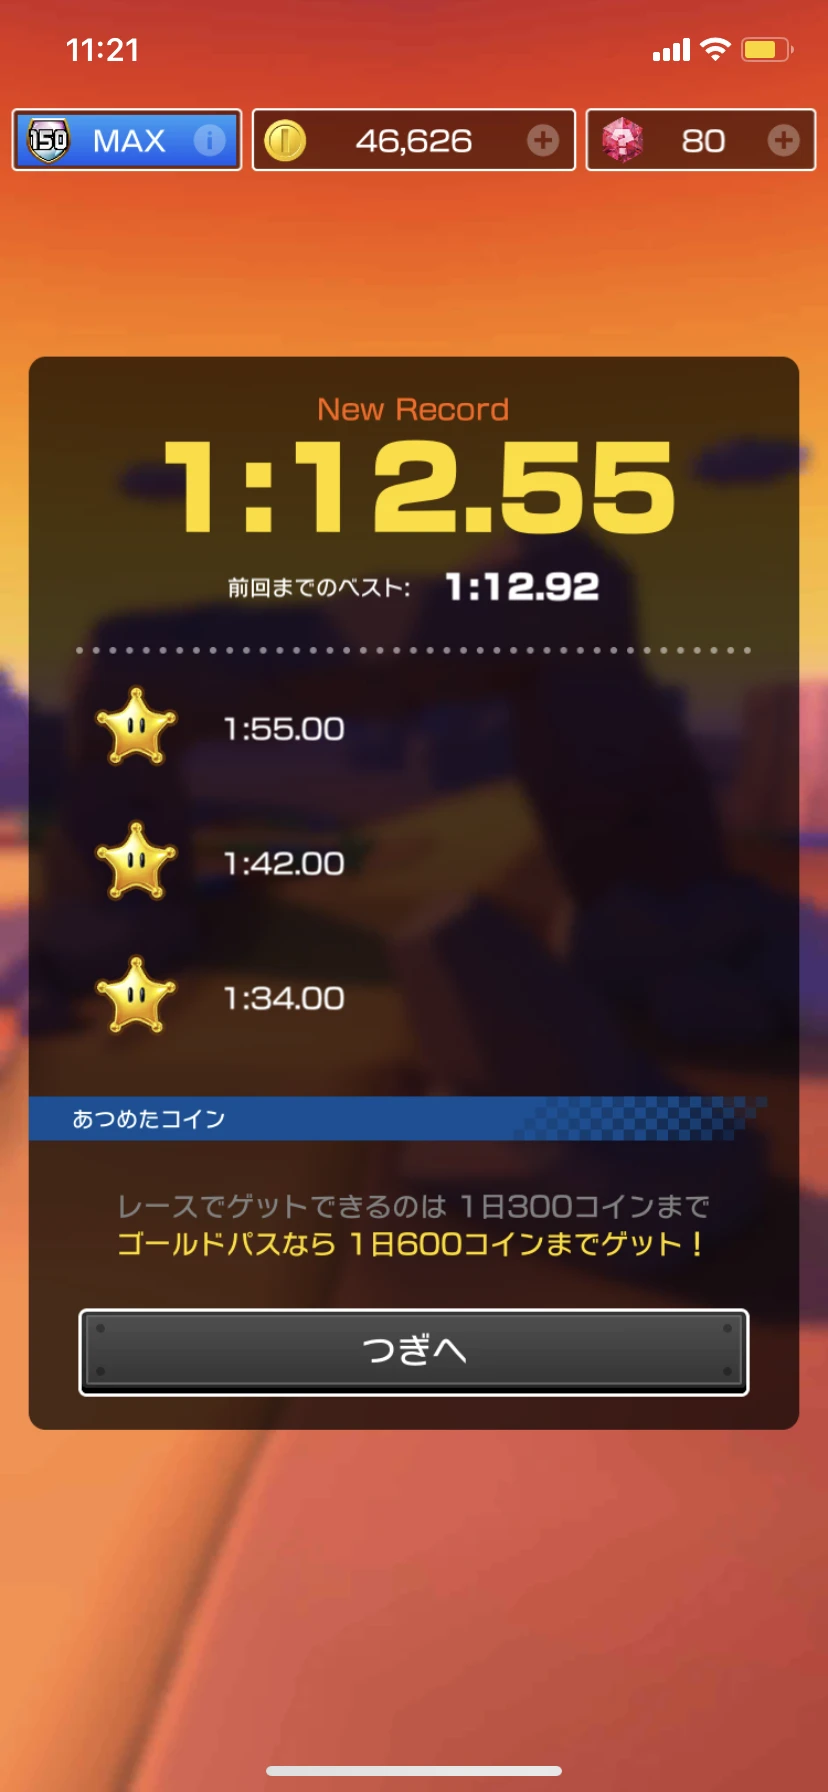 11:21
150 MAX i 46,626 + ? 80 +
New Record
1:12.55
前回までのベスト: 1:12.92
1:55.00
1:42.00
1:34.00
あつめたコイン
レースでゲットできるのは 1日300コインまで
ゴールドパスなら 1日600コインまでゲット！
つぎへ